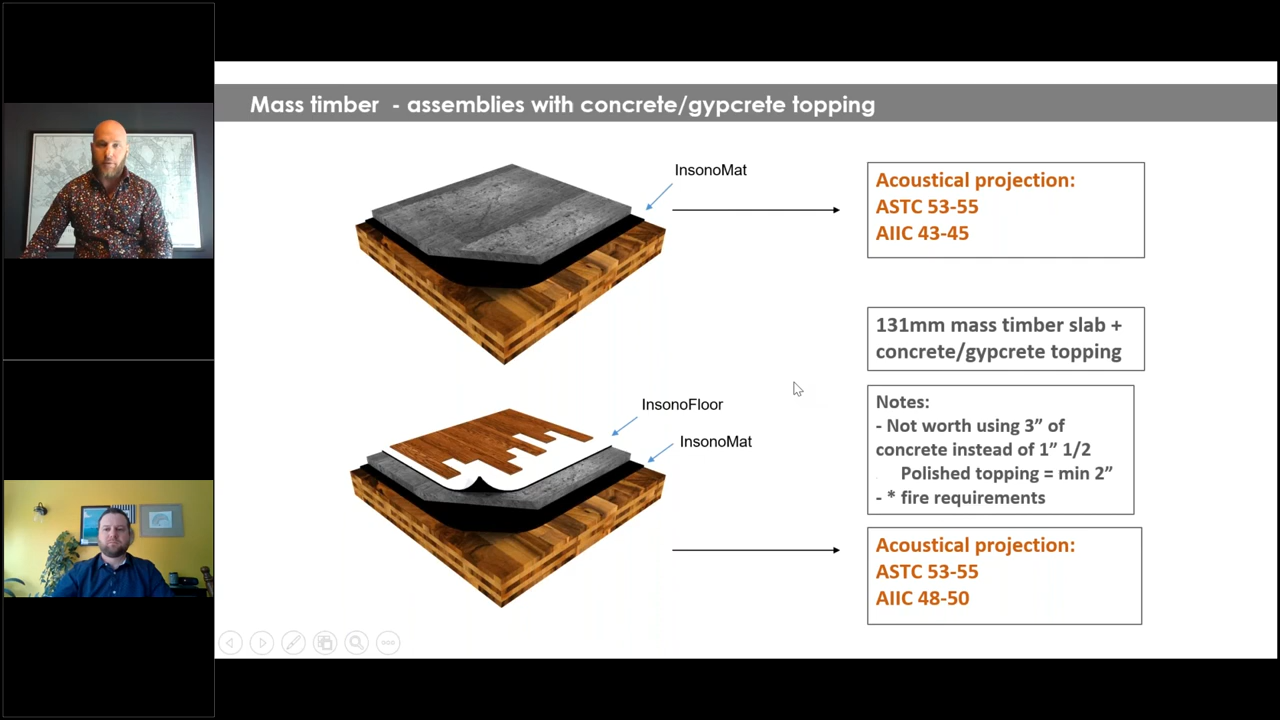 Mass timber - assemblies with concrete/gypcrete topping
InsonoMat
Acoustical projection:
ASTC 53-55
AIIC 43-45
131mm mass timber slab +
concrete/gypcrete topping
InsonoFloor
InsonoMat
Notes:
- Not worth using 3” of
concrete instead of 1” 1/2
Polished topping = min 2”
- * fire requirements
Acoustical projection:
ASTC 53-55
AIIC 48-50